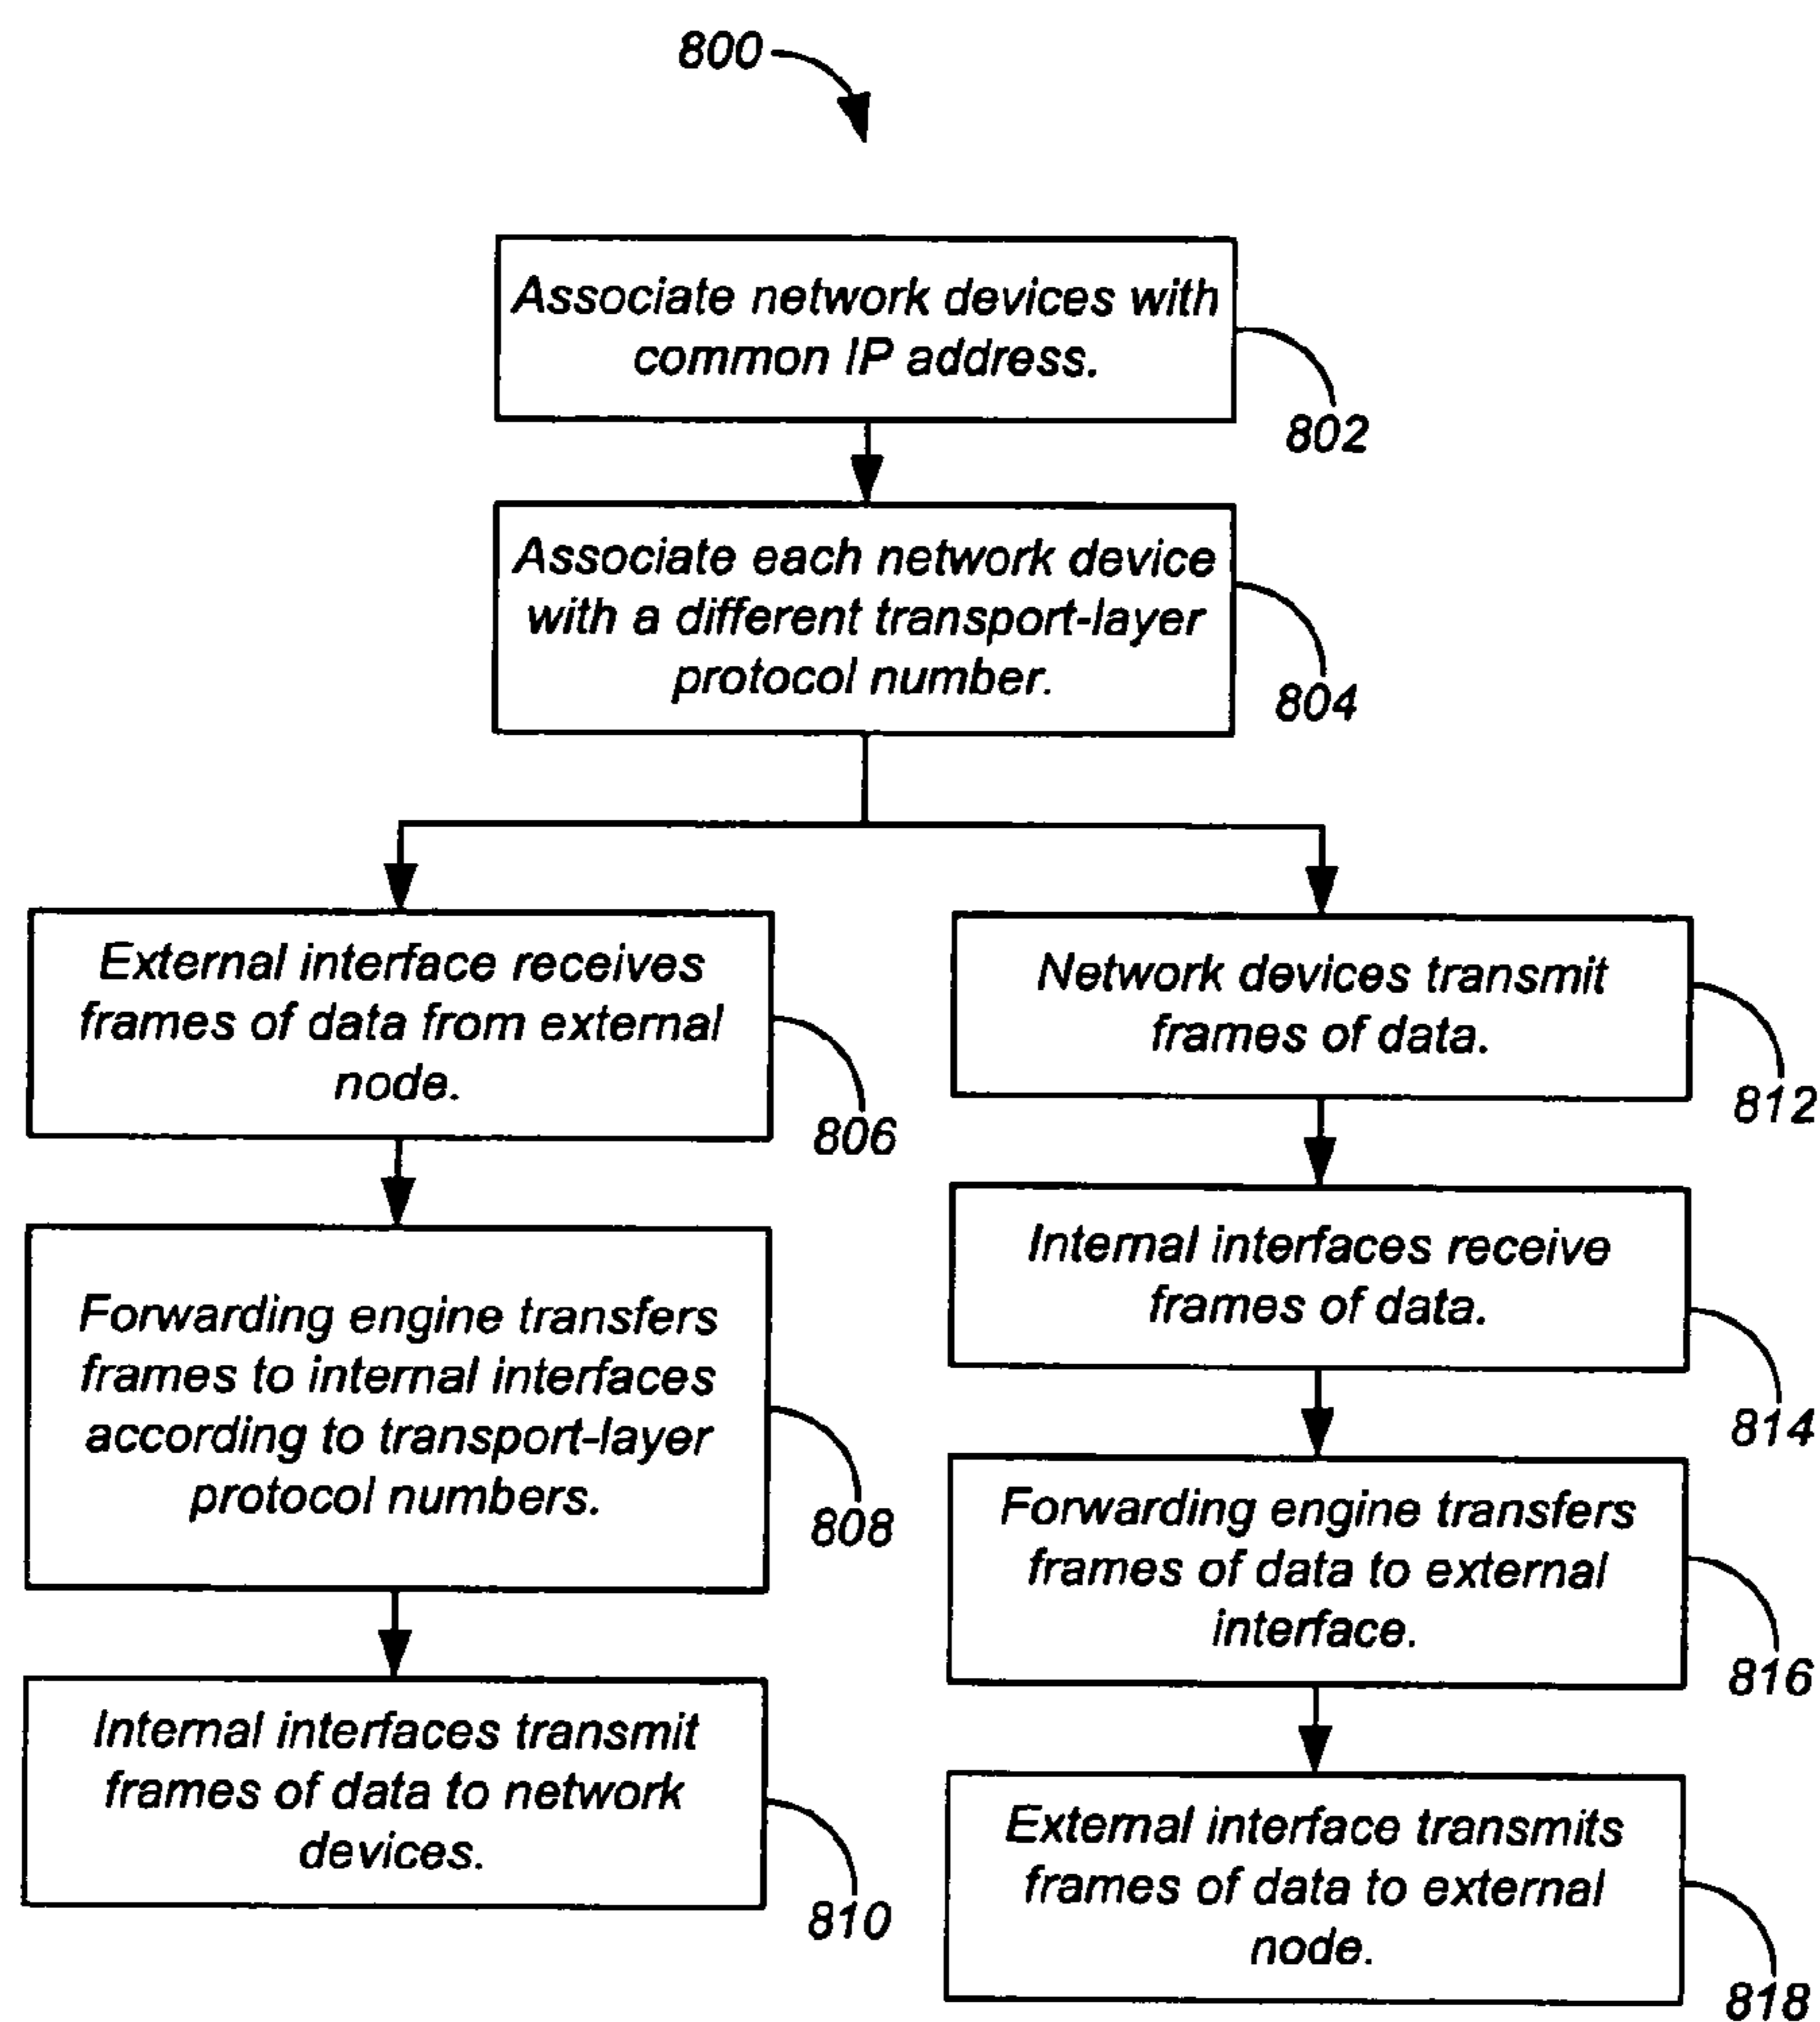 800
Associate network devices with
common IP address.
802
Associate each network device
with a different transport-layer
protocol number.
804
External interface receives
frames of data from external
node.
806
Forwarding engine transfers
frames to internal interfaces
according to transport-layer
protocol numbers.
808
Internal interfaces transmit
frames of data to network
devices.
810
Network devices transmit
frames of data.
812
Internal interfaces receive
frames of data.
814
Forwarding engine transfers
frames of data to external
interface.
816
External interface transmits
frames of data to external
node.
818